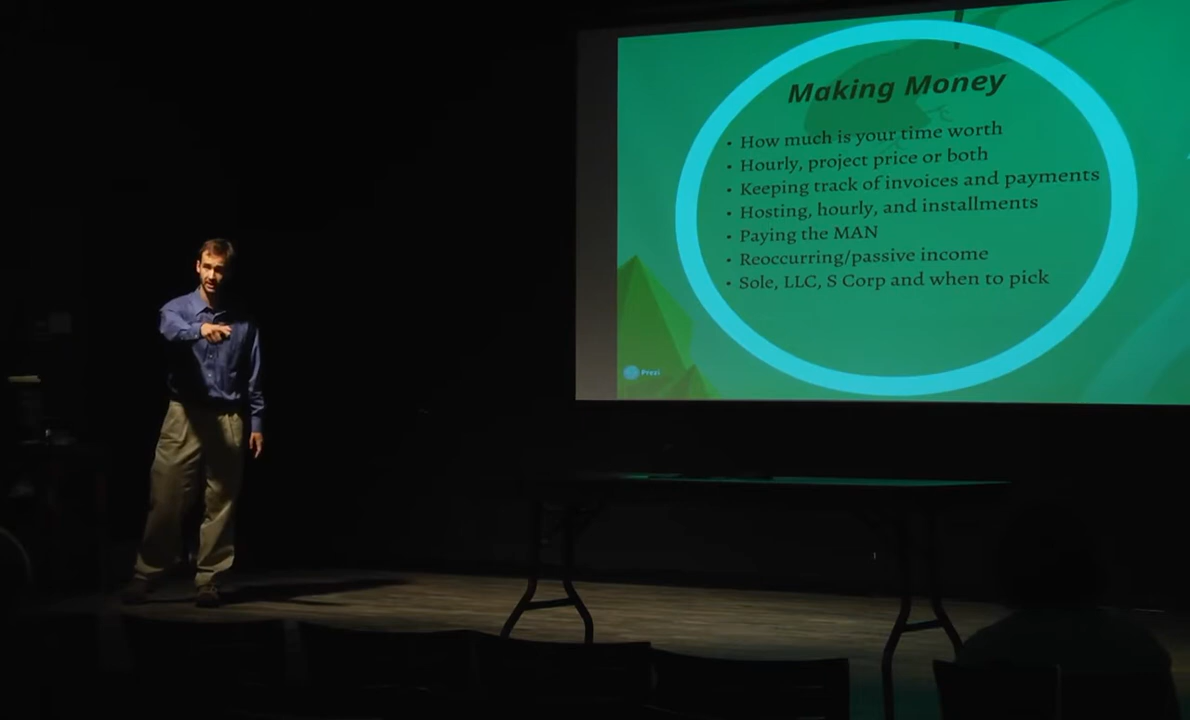 Making Money
• How much is your time worth
• Hourly, project price or both
• Keeping track of invoices and payments
• Hosting, hourly, and installments
• Paying the MAN
• Reoccurring/passive income
• Sole, LLC, S Corp and when to pick
Prezi